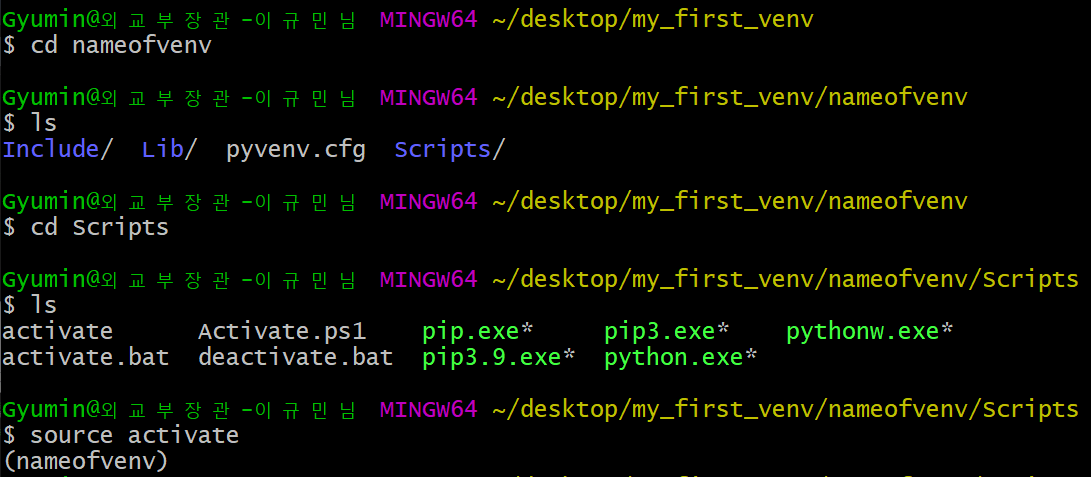 Gyumin@외교부장관-이규민님 MINGW64 ~/desktop/my_first_venv
$ cd nameofvenv
Gyumin@외교부장관-이규민님 MINGW64 ~/desktop/my_first_venv/nameofvenv
$ ls
Include/ Lib/ pyvenv.cfg Scripts/
Gyumin@외교부장관-이규민님 MINGW64 ~/desktop/my_first_venv/nameofvenv
$ cd Scripts
Gyumin@외교부장관-이규민님 MINGW64 ~/desktop/my_first_venv/nameofvenv/Scripts
$ ls
activate Activate.ps1 pip.exe* pip3.exe* pythonw.exe*
activate.bat deactivate.bat pip3.9.exe* python.exe*
Gyumin@외교부장관-이규민님 MINGW64 ~/desktop/my_first_venv/nameofvenv/Scripts
$ source activate
(nameofvenv)